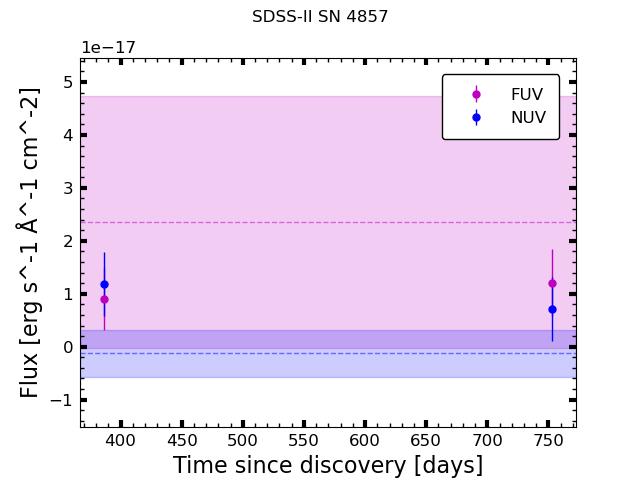 SDSS-II SN 4857
1e−17
FUV
NUV
5
4
3
2
1
0
−1
Flux [erg s^-1 Å^-1 cm^-2]
400 450 500 550 600 650 700 750
Time since discovery [days]